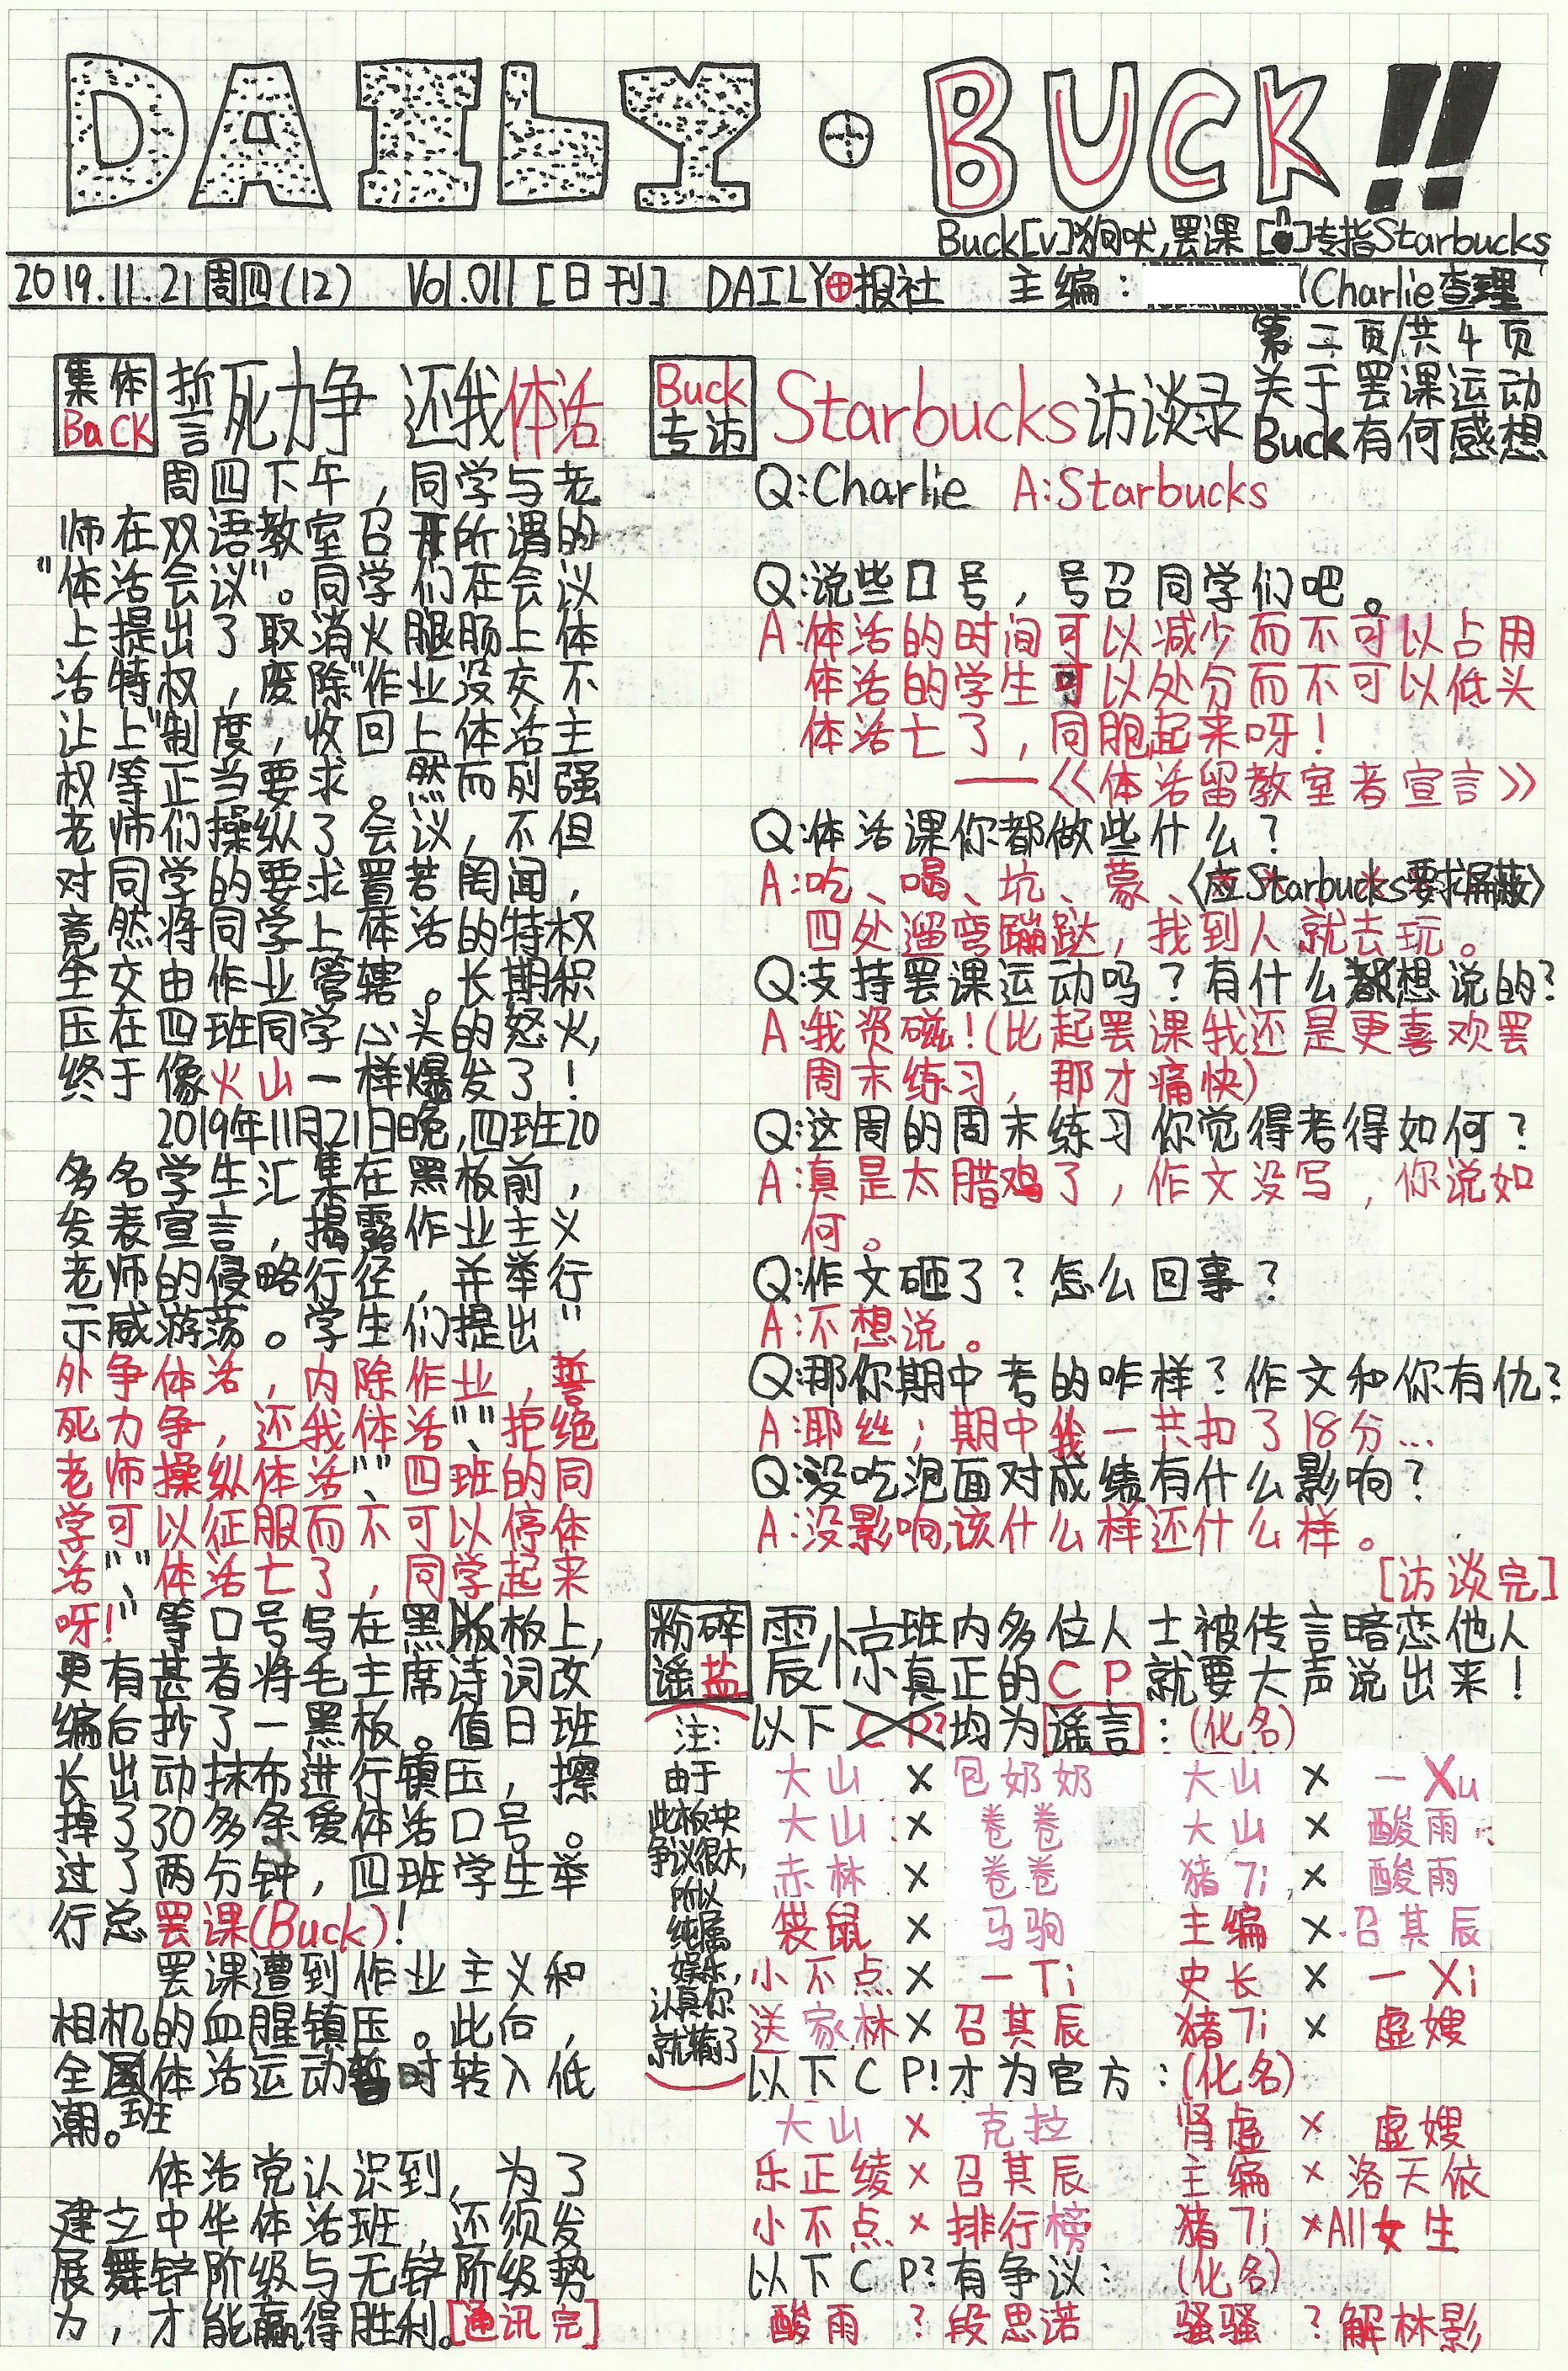 DAILY·BUCK!!
Buck[v]狗吠,罢课 专指Starbucks
2019.11.21周四(12) Vol.011[日刊] DAILY报社 主编: (Charlie查理
第二页/共4页
集体Back
誓死力争 还我体活
周四下午,同学与老
师在双语教室召开所谓的
"体活会议"。同学们在会议
上提出了取消火腿肠上体
活特权,废除"作业没交不
让上"制度,收回上体活主
权等正当要求。然而列强
老师们操纵了会议,不但
对同学的要求置若罔闻,
竟然将同学上体活的特权
全交由作业管辖。长期积
压在四班同学心头的怒火,
终于像火山一样爆发了!
2019年11月21日晚,四班20
多名学生汇集在黑板前,
发表宣言,揭露作业主义
老师的侵略行径,并举行
示威游荡。学生们提出"
外争体活,内除作业,誓
死力争,还我体活"、"拒绝
老师操纵体活"、"四班的同
学可以征服而不可以停体
活"、"体活亡了,同学起来
呀!"等口号写在黑板上,
更有甚者将毛主席诗词改
编后抄了一黑板。值日班
长出动抹布进行镇压,擦
掉了30多条爱体活口号。
过了两分钟,四班学生举
行总罢课(Buck)!
罢课遭到作业主义和
相机的血腥镇压。此后,
全班体活运动暂时转入低
潮。
体活党认识到,为了
建立中华体活班,还须发
展舞铲阶级与无铲阶级势
力,才能赢得胜利。[通讯完]
Buck专访
Starbucks访谈录
关于罢课运动
Buck有何感想
Q:Charlie A:Starbucks
Q:说些口号,号召同学们吧。
A:体活的时间可以减少而不可以占用
体活的学生可以处分而不可以低头
体活亡了,同胞起来呀!
——《体活留教室者宣言》
Q:体活课你都做些什么?
A:吃、喝、坑、蒙、〈应Starbucks要求屏蔽〉
四处遛弯蹦跶,找到人就去玩。
Q:支持罢课运动吗?有什么想说的?
A:我资磁!(比起罢课我还是更喜欢罢
周末练习,那才痛快)
Q:这周的周末练习你觉得考得如何?
A:真是太腊鸡了,作文没写,你说如
何。
Q:作文砸了?怎么回事?
A:不想说。
Q:那你期中考的咋样?作文和你有仇?
A:耶丝;期中我一共扣了18分…
Q:没吃泡面对成绩有什么影响?
A:没影响,该什么样还什么样。
[访谈完]
粉碎谣盐
震惊
班内多位人士被传言暗恋他人
真正的CP就要大声说出来!
注:
由于
此板块
争议很大,
所以
纯属
娱乐,
认真你
就输了
以下CP?均为谣言:(化名)
大山 × 包奶奶 大山 × 一Xu
大山 × 卷卷 大山 × 酸雨
赤林 × 卷卷 猪7i × 酸雨
袋鼠 × 马驹 主编 × 召其辰
小不点 × 一Ti 史长 × 一Xi
送家林 × 召其辰 猪7i × 虚嫂
以下CP!才为官方:(化名)
大山 × 克拉 肾虚 × 虚嫂
乐正绫 × 召其辰 主编 × 洛天依
小不点 × 排行榜 猪7i × All女生
以下CP?有争议: (化名)
酸雨 ? 段思诺 骚骚 ? 解林影